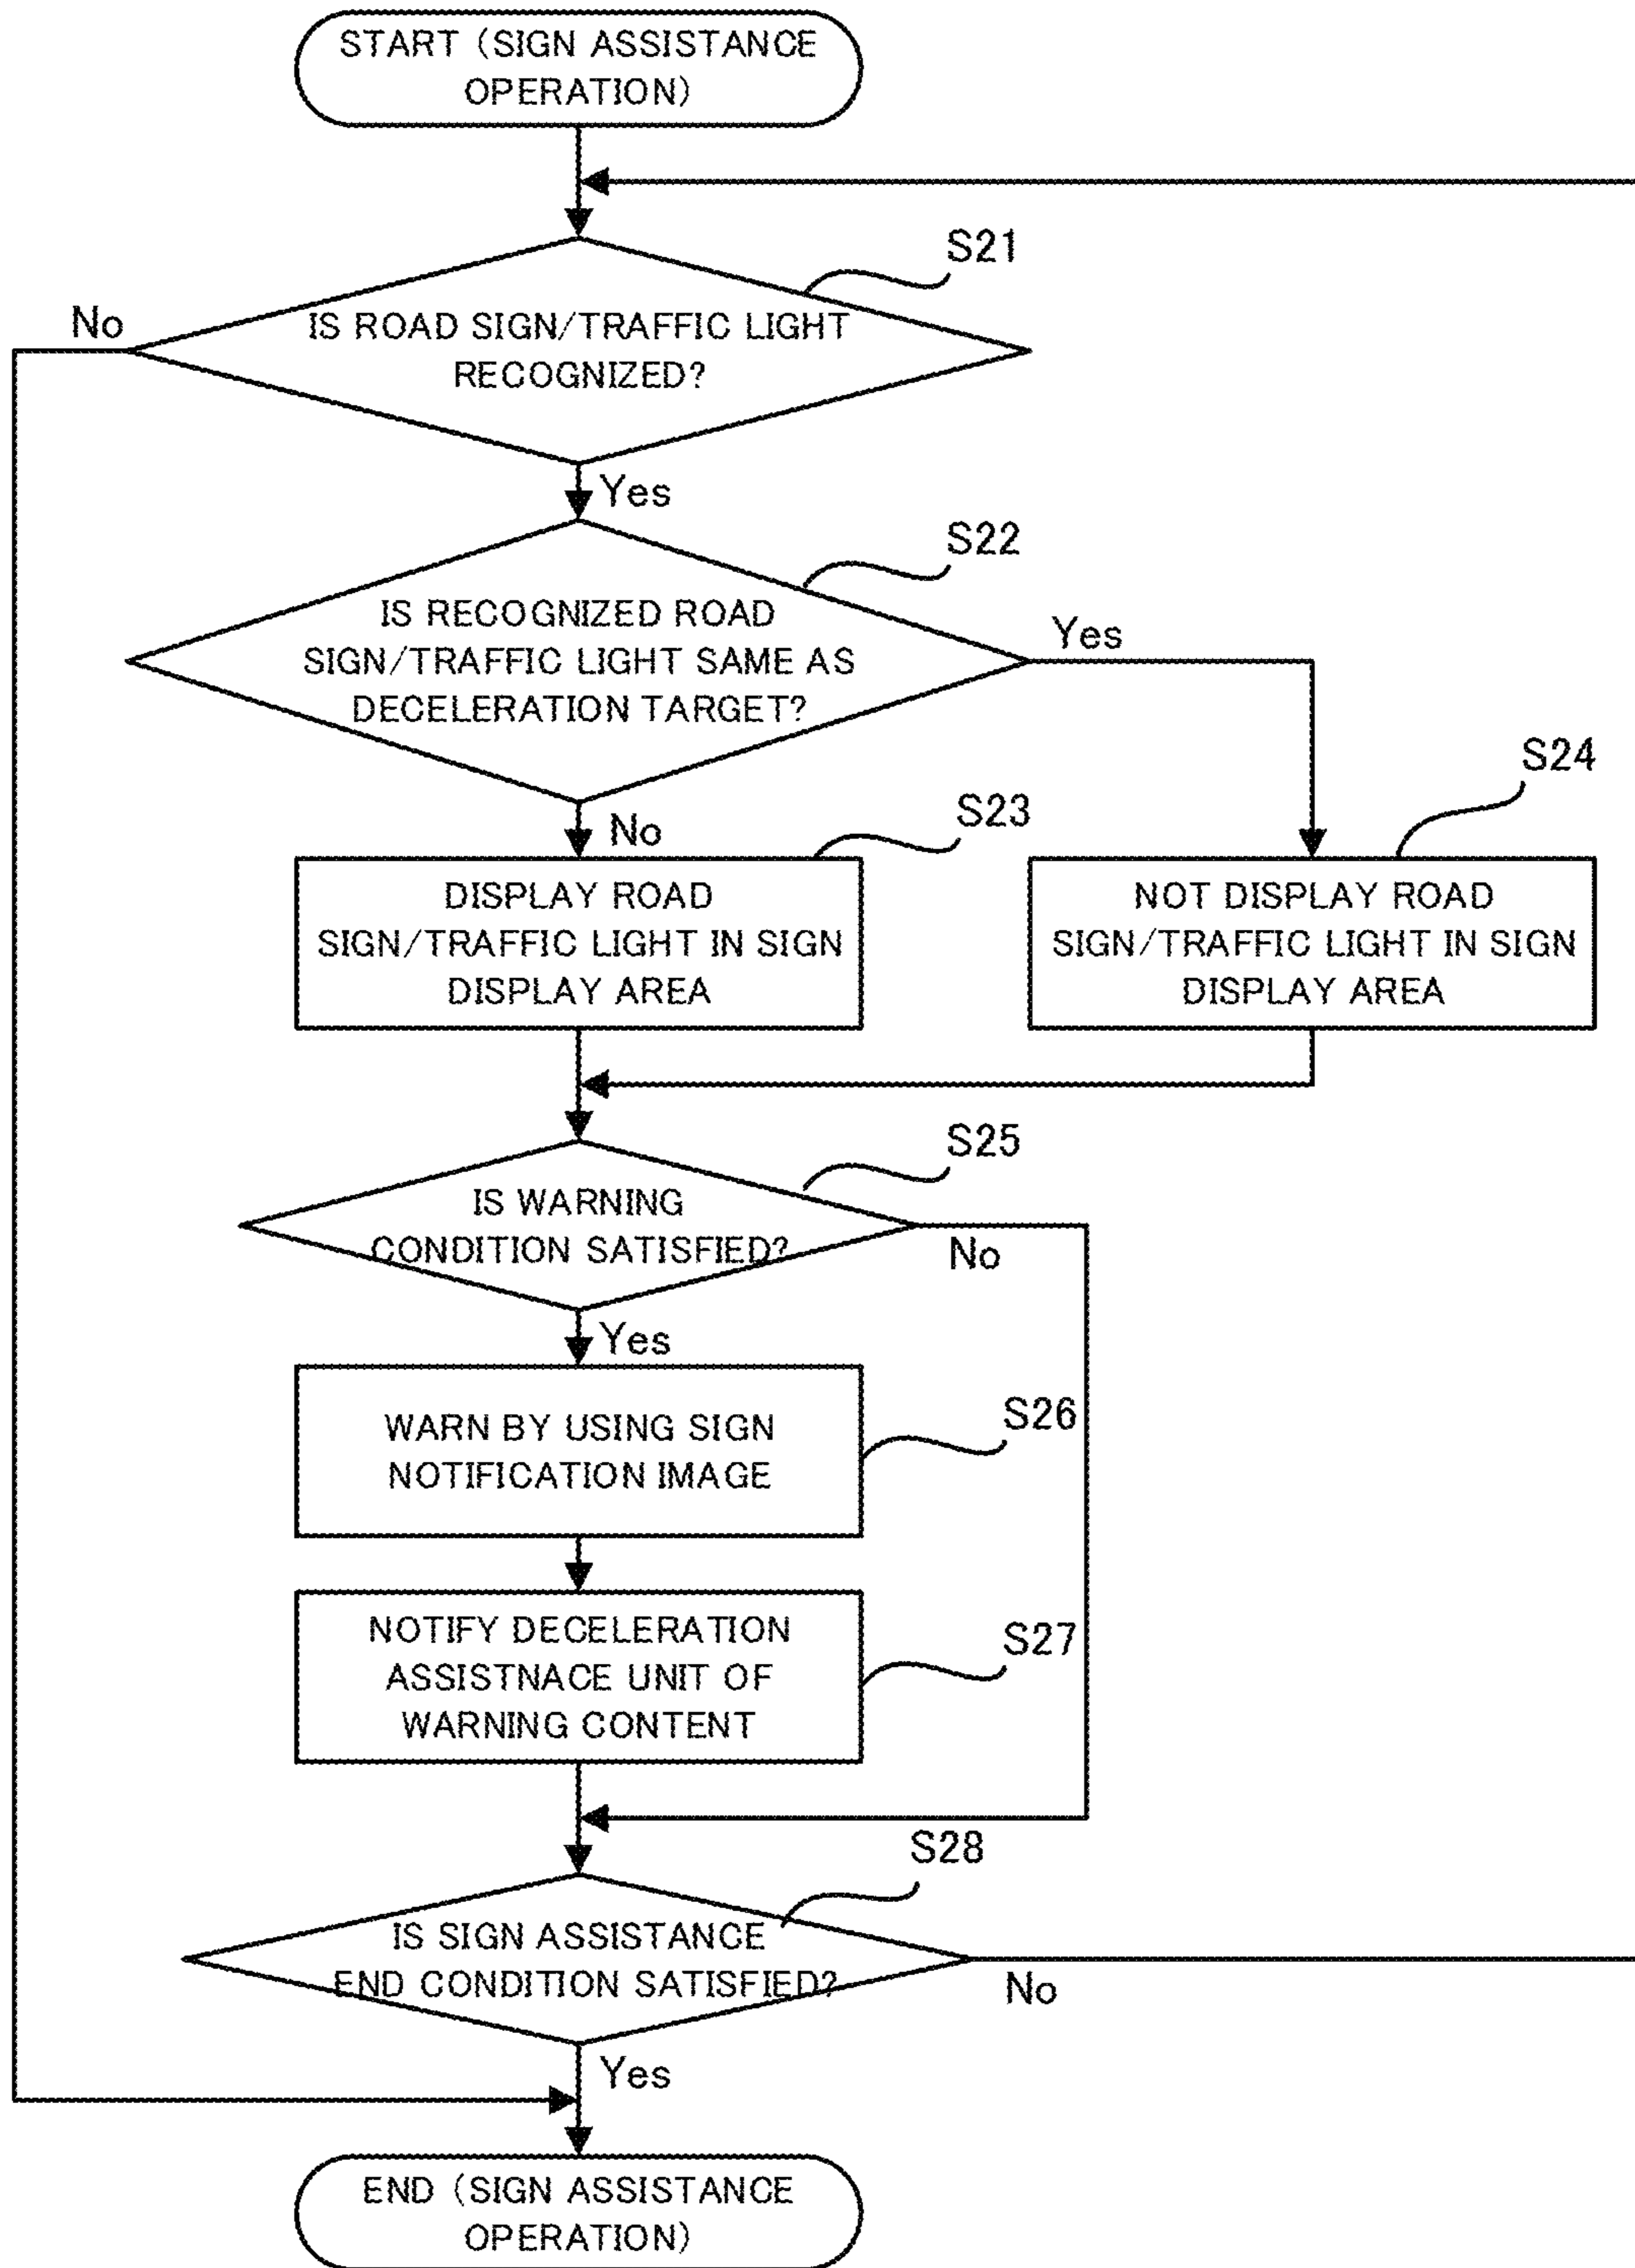 START (SIGN ASSISTANCE
OPERATION)
S21
No
IS ROAD SIGN/TRAFFIC LIGHT
RECOGNIZED?
Yes
S22
IS RECOGNIZED ROAD
SIGN/TRAFFIC LIGHT SAME AS
DECELERATION TARGET?
Yes
S24
S23
No
DISPLAY ROAD
SIGN/TRAFFIC LIGHT IN SIGN
DISPLAY AREA
NOT DISPLAY ROAD
SIGN/TRAFFIC LIGHT IN SIGN
DISPLAY AREA
S25
IS WARNING
CONDITION SATISFIED?
No
Yes
S26
WARN BY USING SIGN
NOTIFICATION IMAGE
NOTIFY DECELERATION
ASSISTNACE UNIT OF
WARNING CONTENT
S27
S28
IS SIGN ASSISTANCE
END CONDITION SATISFIED?
No
Yes
END (SIGN ASSISTANCE
OPERATION)